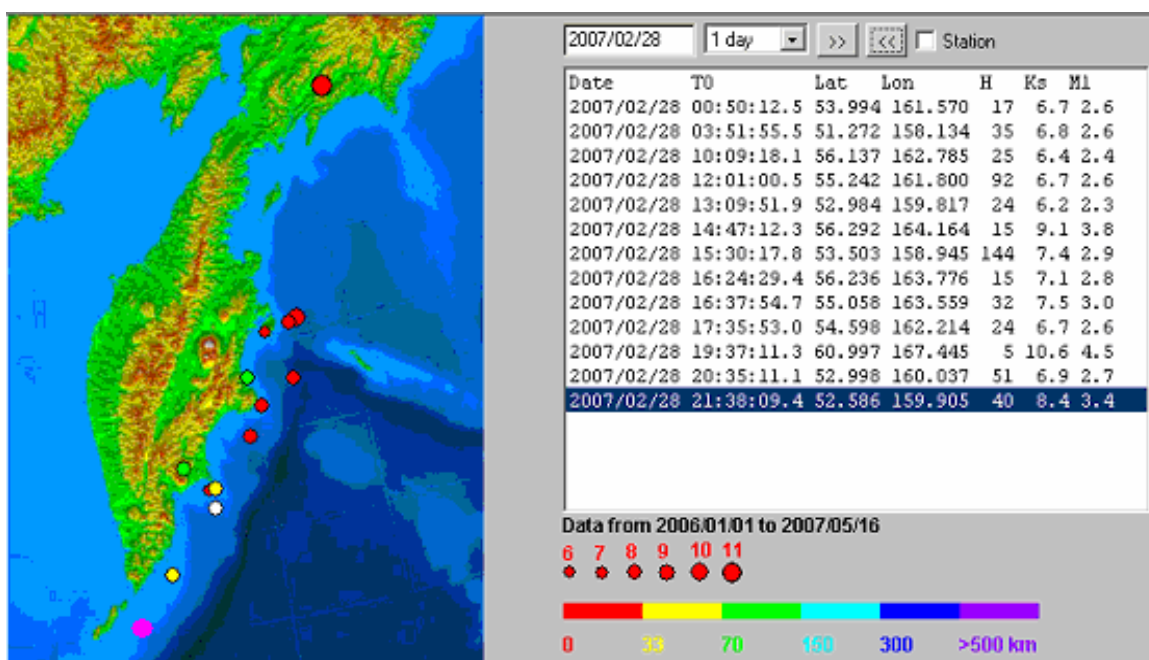 2007/02/28 1 day >> << Station
Date T0 Lat Lon H Ks Ml
2007/02/28 00:50:12.5 53.994 161.570 17 6.7 2.6
2007/02/28 03:51:55.5 51.272 158.134 35 6.8 2.6
2007/02/28 10:09:18.1 56.137 162.785 25 6.4 2.4
2007/02/28 12:01:00.5 55.242 161.800 92 6.7 2.6
2007/02/28 13:09:51.9 52.984 159.817 24 6.2 2.3
2007/02/28 14:47:12.3 56.292 164.164 15 9.1 3.8
2007/02/28 15:30:17.8 53.503 158.945 144 7.4 2.9
2007/02/28 16:24:29.4 56.236 163.776 15 7.1 2.8
2007/02/28 16:37:54.7 55.058 163.559 32 7.5 3.0
2007/02/28 17:35:53.0 54.598 162.214 24 6.7 2.6
2007/02/28 19:37:11.3 60.997 167.445 5 10.6 4.5
2007/02/28 20:35:11.1 52.998 160.037 51 6.9 2.7
2007/02/28 21:38:09.4 52.586 159.905 40 8.4 3.4
Data from 2006/01/01 to 2007/05/16
6 7 8 9 10 11
0 33 70 150 300 >500 km